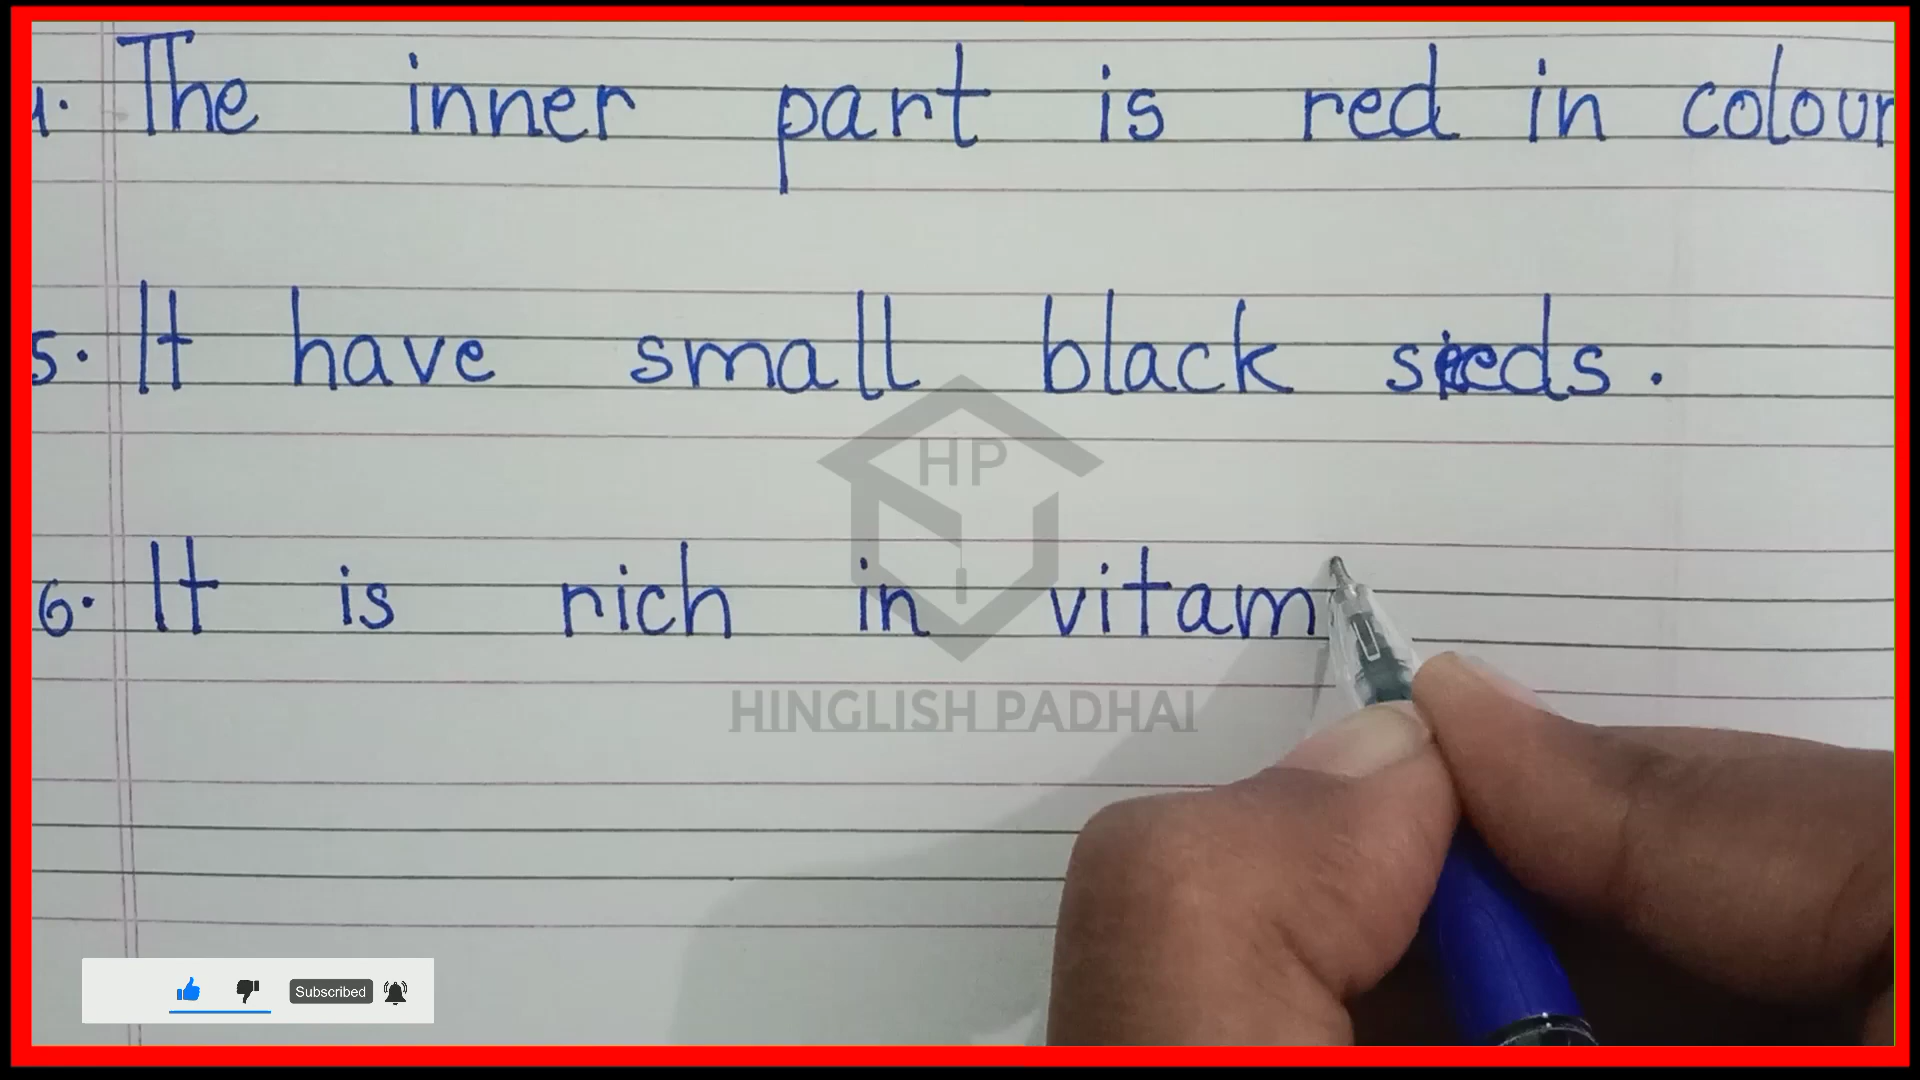 4. The inner part is red in colour
5. It have small black seeds.
HP
6. It is rich in vitam
HINGLISH PADHAI
Subscribed